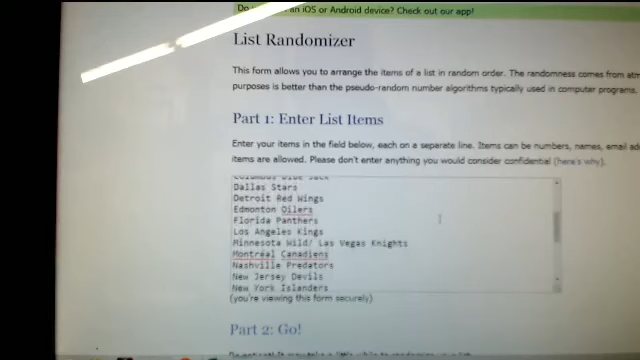 an iOS or Android device? Check out our app!
List Randomizer
This form allows you to arrange the items of a list in random order. The randomness comes from
purposes is better than the pseudo-random number algorithms typically used in computer programs.
Part 1: Enter List Items
Enter your items in the field below, each on a separate line. Items can be numbers, names, email
items are allowed. Please don't enter anything you would consider confidential (here's why).
Dallas Stars
Detroit Red Wings
Edmonton Oilers
Florida Panthers
Los Angeles Kings
Minnesota Wild/ Las Vegas Knights
Montreal Canadiens
Nashville Predators
New Jersey Devils
New York Islanders
(you're viewing this form securely)
Part 2: Go!